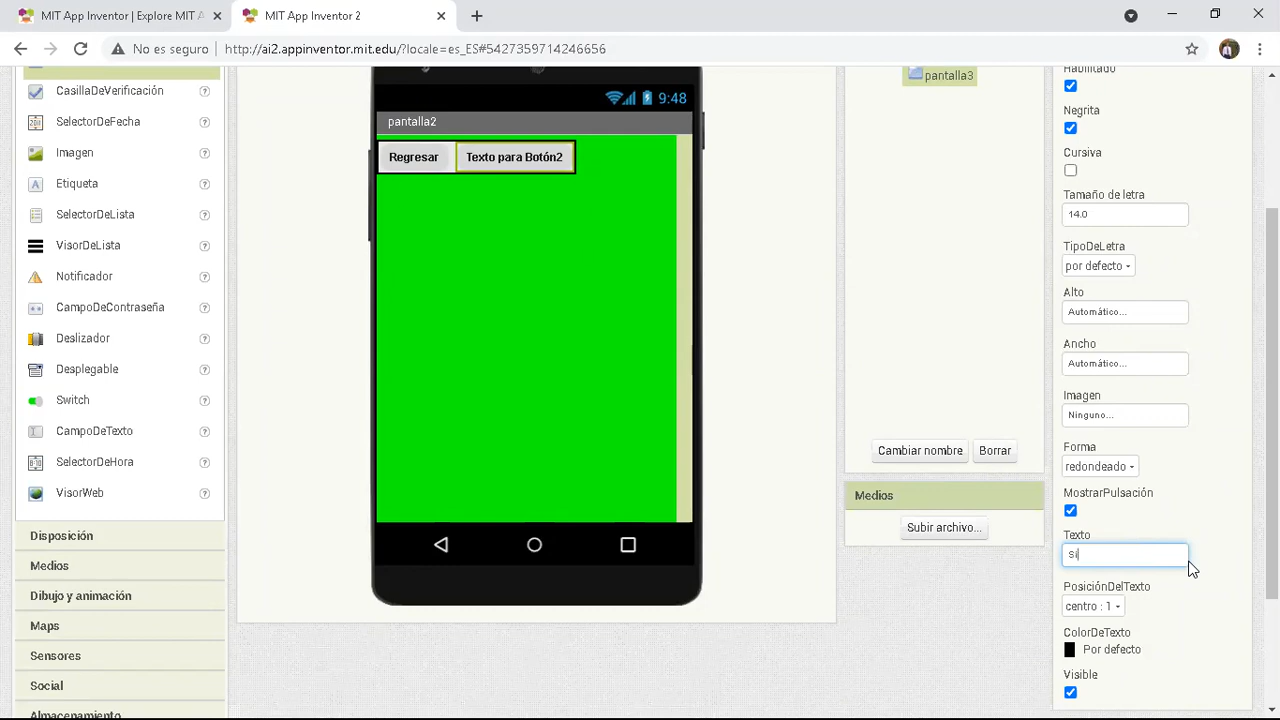 MIT App Inventor | Explore MIT A
MIT App Inventor 2
No es seguro
http://ai2.appinventor.mit.edu/?locale=es_ES#5427359714246656
CasillaDeVerificación
SelectorDeFecha
Imagen
Etiqueta
SelectorDeLista
VisorDeLista
Notificador
CampoDeContraseña
Deslizador
Desplegable
Switch
CampoDeTexto
SelectorDeHora
VisorWeb
Disposición
Medios
Dibujo y animación
Maps
Sensores
Social
Almacenamiento
9:48
pantalla2
Regresar
Texto para Botón2
pantalla3
Cambiar nombre
Borrar
Medios
Subir archivo...
Habilitado
Negrita
Cursiva
Tamaño de letra
14.0
TipoDeLetra
por defecto
Alto
Automático...
Ancho
Automático...
Imagen
Ninguno...
Forma
redondeado
MostrarPulsación
Texto
Si
PosiciónDelTexto
centro : 1
ColorDeTexto
Por defecto
Visible